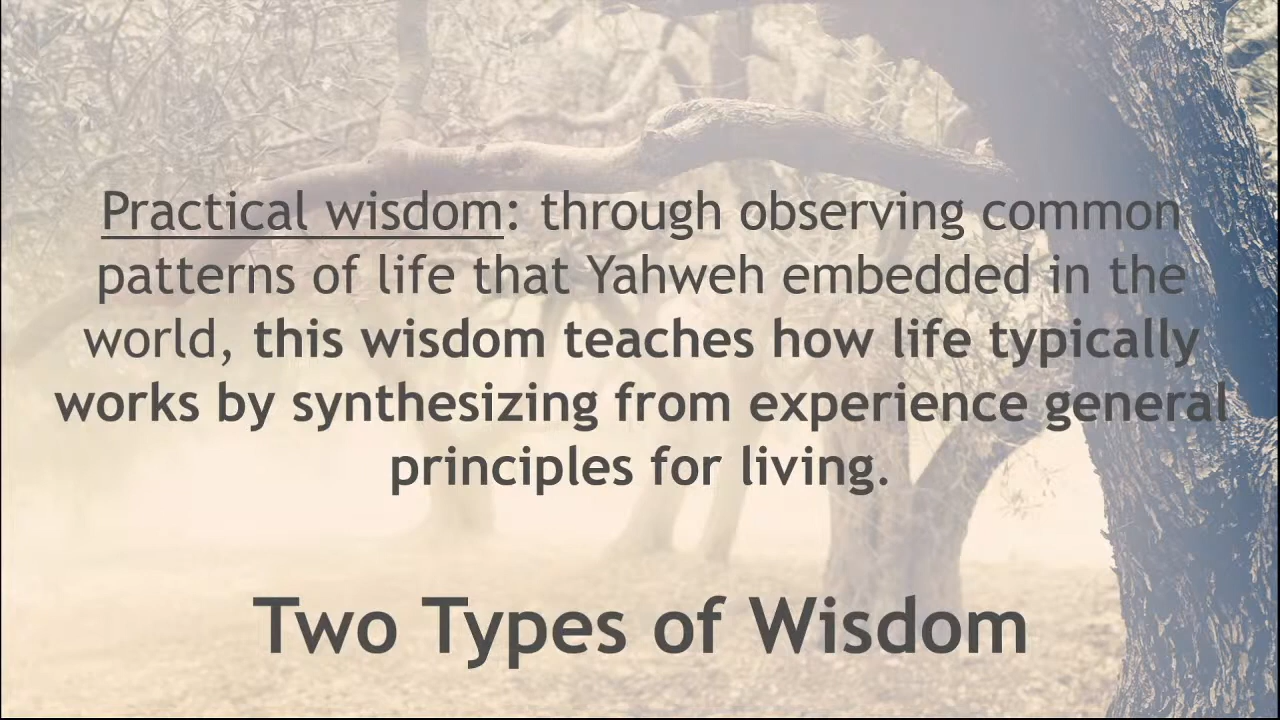 Practical wisdom: through observing common
patterns of life that Yahweh embedded in the
world, this wisdom teaches how life typically
works by synthesizing from experience general
principles for living.
Two Types of Wisdom